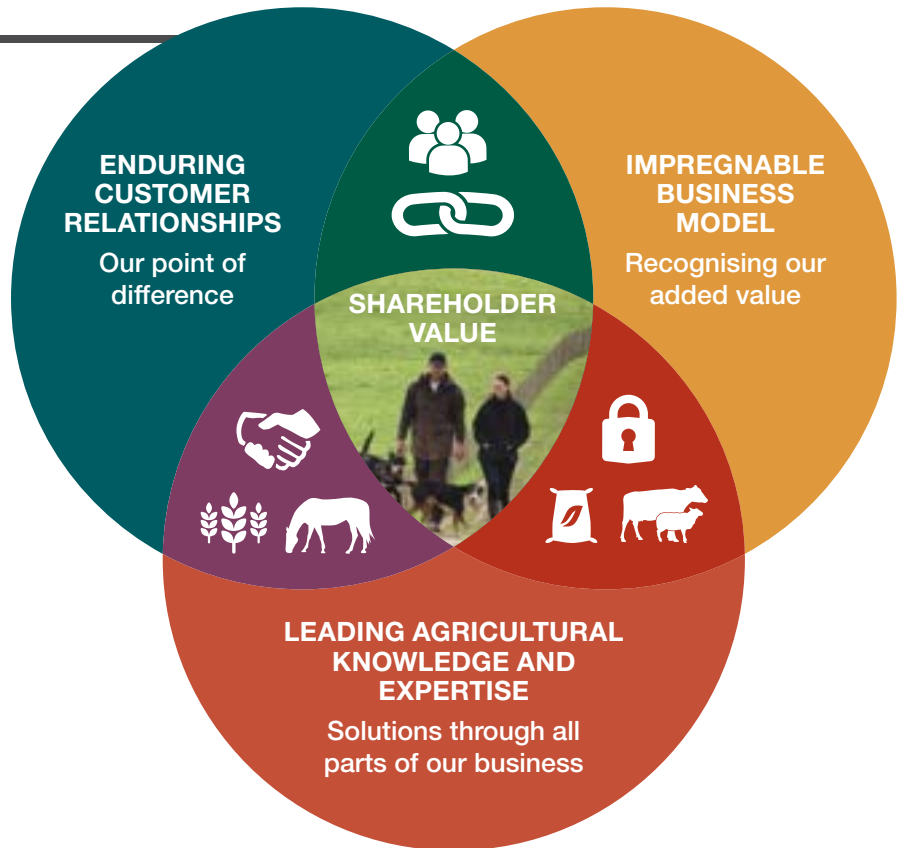 ENDURING
CUSTOMER
RELATIONSHIPS
Our point of
difference
IMPREGNABLE
BUSINESS
MODEL
Recognising our
added value
SHAREHOLDER
VALUE
LEADING AGRICULTURAL
KNOWLEDGE AND
EXPERTISE
Solutions through all
parts of our business